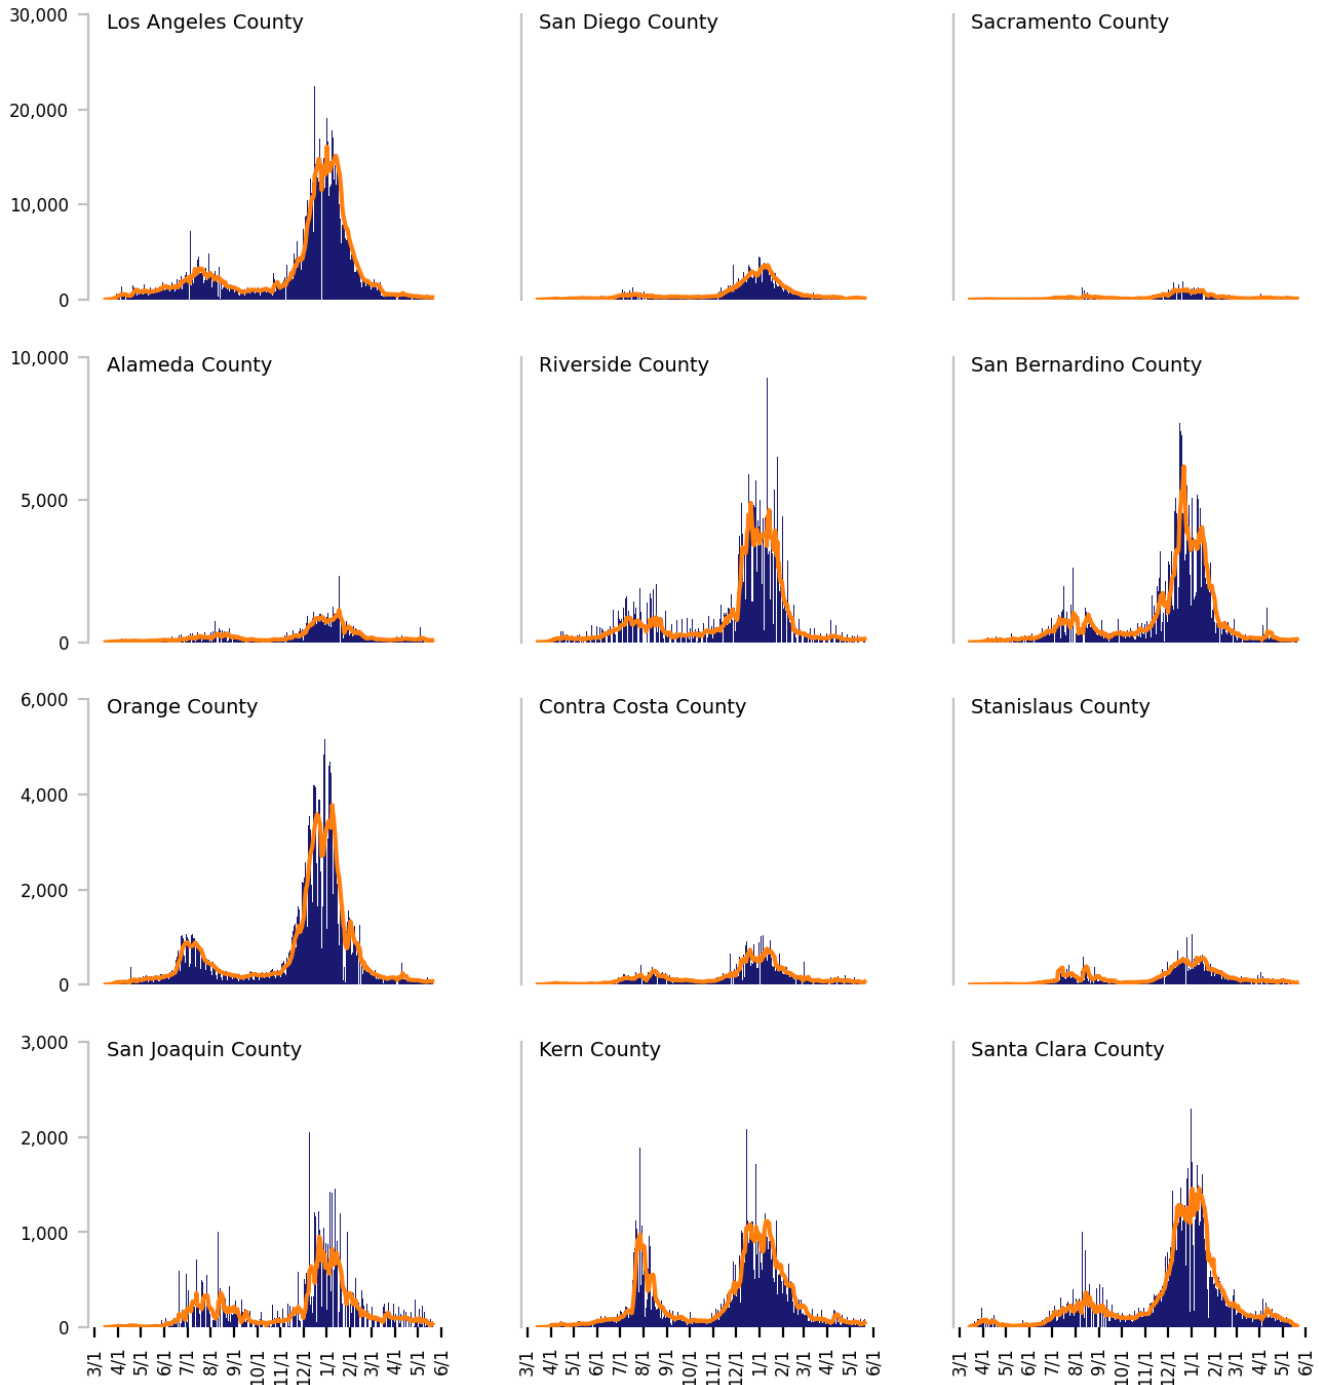 30,000
Los Angeles County
San Diego County
Sacramento County
20,000
10,000
0
10,000
Alameda County
Riverside County
San Bernardino County
5,000
0
6,000
Orange County
Contra Costa County
Stanislaus County
4,000
2,000
0
3,000
San Joaquin County
Kern County
Santa Clara County
2,000
1,000
0
3/1 4/1 5/1 6/1 7/1 8/1 9/1 10/1 11/1 12/1 1/1 2/1 3/1 4/1 5/1 6/1
3/1 4/1 5/1 6/1 7/1 8/1 9/1 10/1 11/1 12/1 1/1 2/1 3/1 4/1 5/1 6/1
3/1 4/1 5/1 6/1 7/1 8/1 9/1 10/1 11/1 12/1 1/1 2/1 3/1 4/1 5/1 6/1